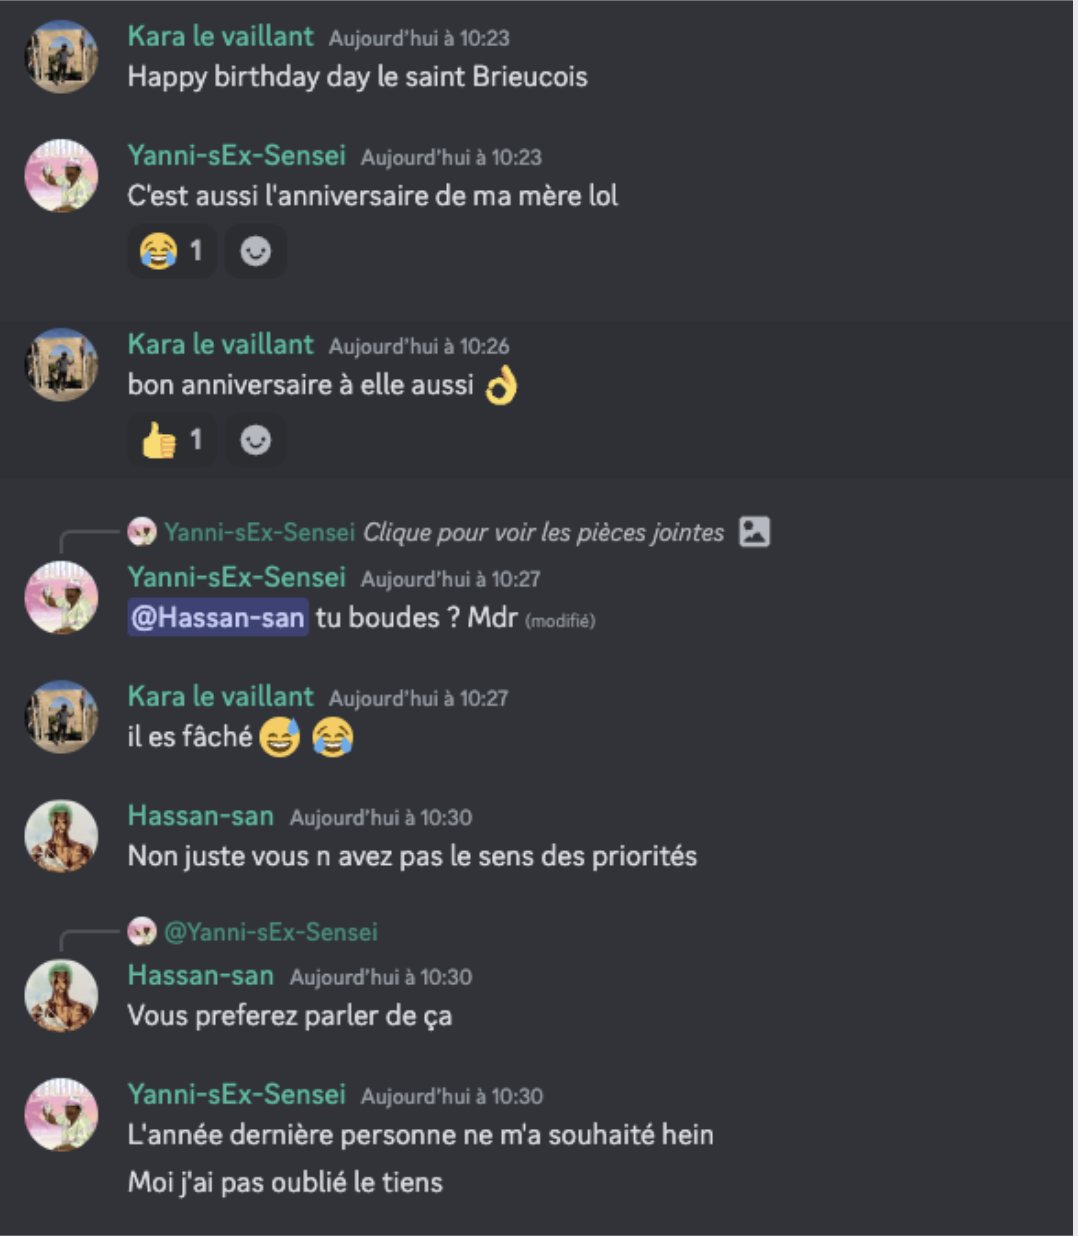 Kara le vaillant Aujourd'hui à 10:23
Happy birthday day le saint Brieucois
Yanni-sEx-Sensei Aujourd'hui à 10:23
C'est aussi l'anniversaire de ma mère lol
😂 1
Kara le vaillant Aujourd'hui à 10:26
bon anniversaire à elle aussi 👌
👍 1
Yanni-sEx-Sensei Clique pour voir les pièces jointes
Yanni-sEx-Sensei Aujourd'hui à 10:27
@Hassan-san tu boudes ? Mdr (modifié)
Kara le vaillant Aujourd'hui à 10:27
il es fâché 😅 😂
Hassan-san Aujourd'hui à 10:30
Non juste vous n avez pas le sens des priorités
@Yanni-sEx-Sensei
Hassan-san Aujourd'hui à 10:30
Vous preferez parler de ça
Yanni-sEx-Sensei Aujourd'hui à 10:30
L'année dernière personne ne m'a souhaité hein
Moi j'ai pas oublié le tiens